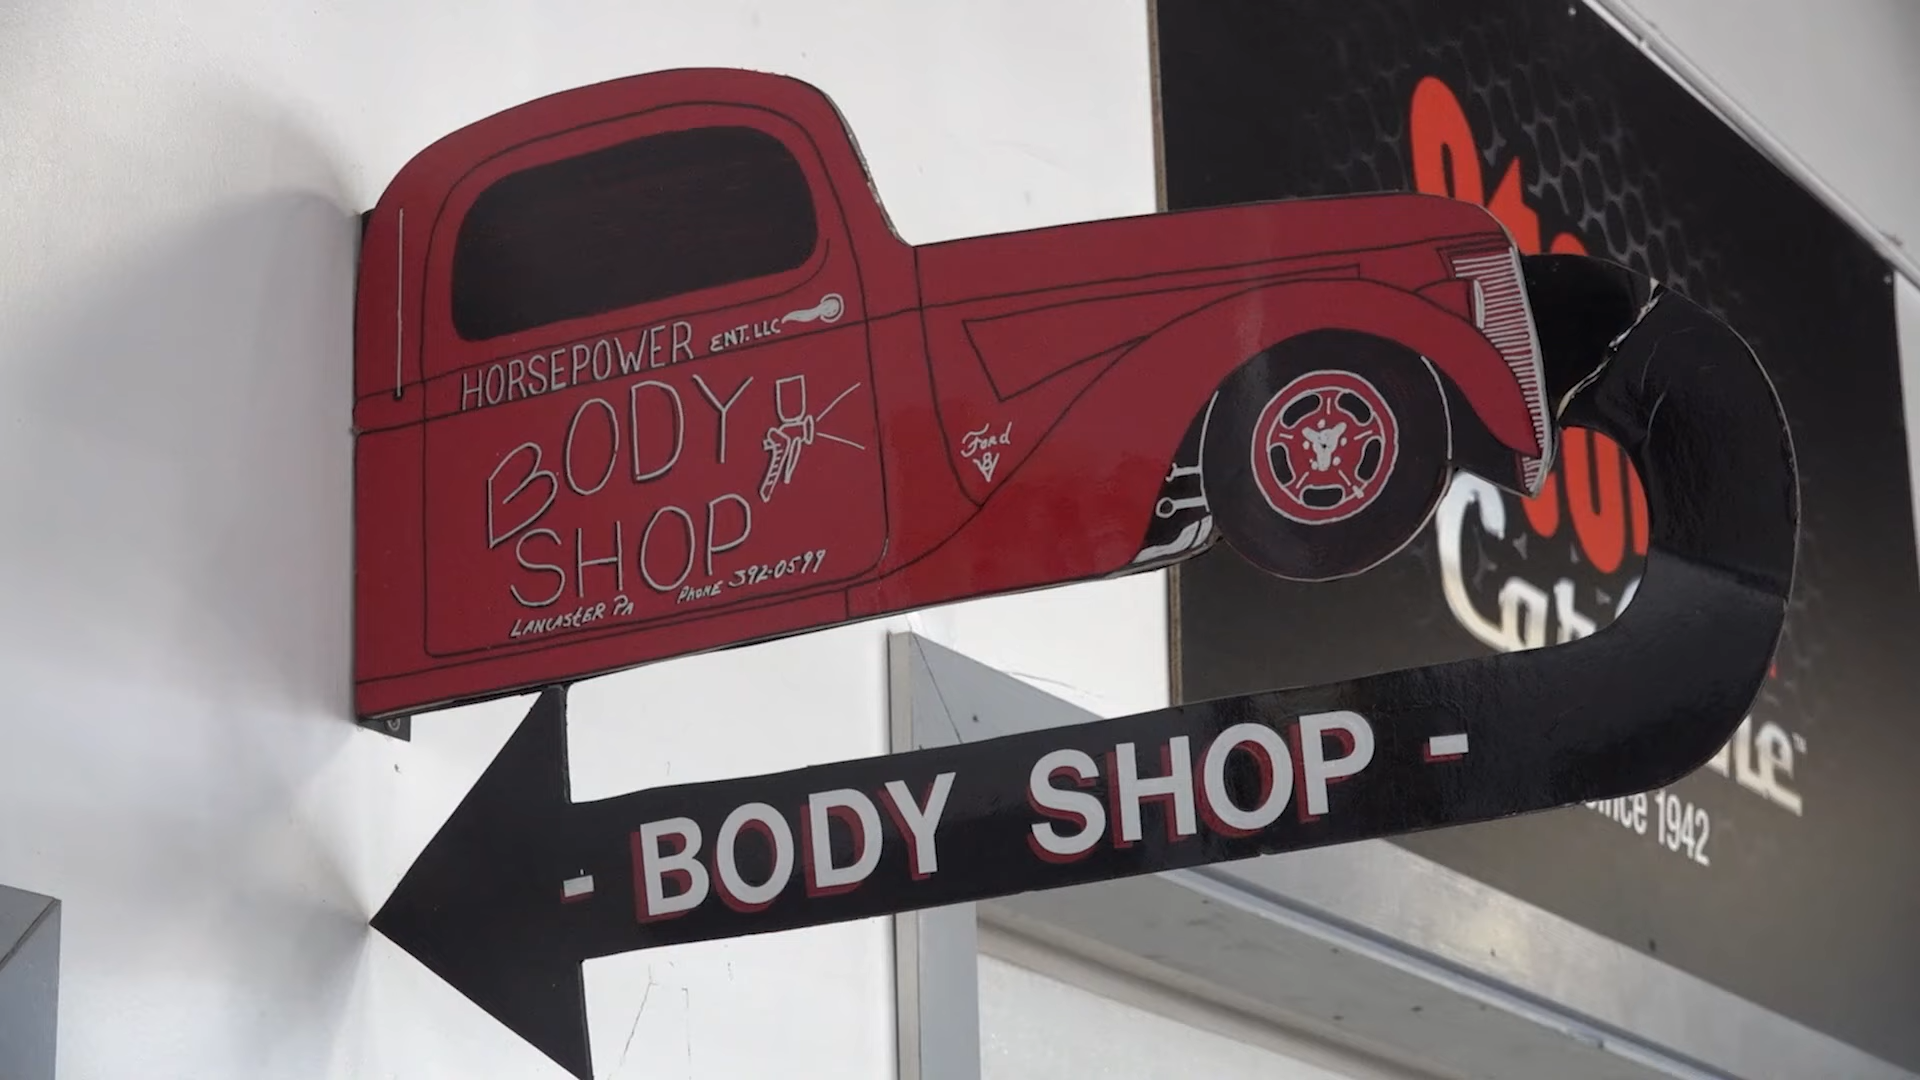 HORSEPOWER ENT. LLC
BODY
SHOP
LANCASTER PA PHONE 392-0599
Ford
V8
- BODY SHOP -
since 1942